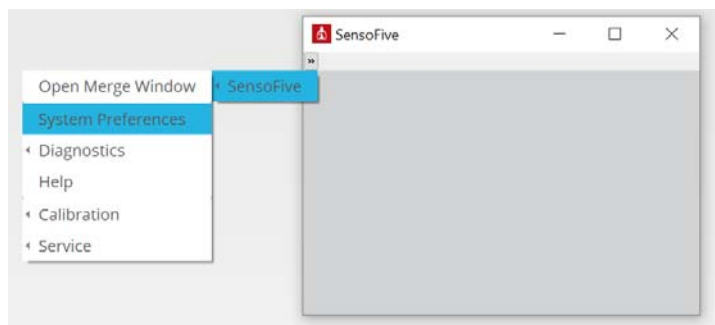 SensoFive
»
Open Merge Window
SensoFive
System Preferences
Diagnostics
Help
Calibration
Service